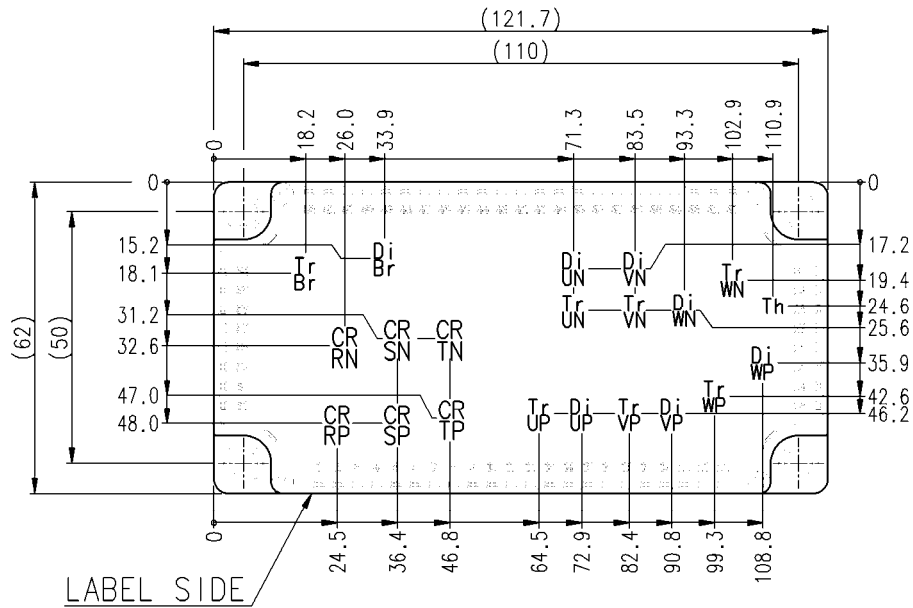 (121.7)
(110)
0
18.2
26.0
33.9
71.3
83.5
93.3
102.9
110.9
0
0
15.2
17.2
18.1
19.4
24.6
31.2
25.6
32.6
35.9
47.0
42.6
48.0
46.2
(62)
(50)
Di
Br
Tr
Br
Di
UN
Di
VN
Tr
WN
Th
Tr
UN
Tr
VN
Di
WN
CR
RN
CR
SN
CR
TN
Di
WP
Tr
WP
CR
RP
CR
SP
CR
TP
Tr
UP
Di
UP
Tr
VP
Di
VP
0
24.5
36.4
46.8
64.5
72.9
82.4
90.8
99.3
108.8
LABEL SIDE